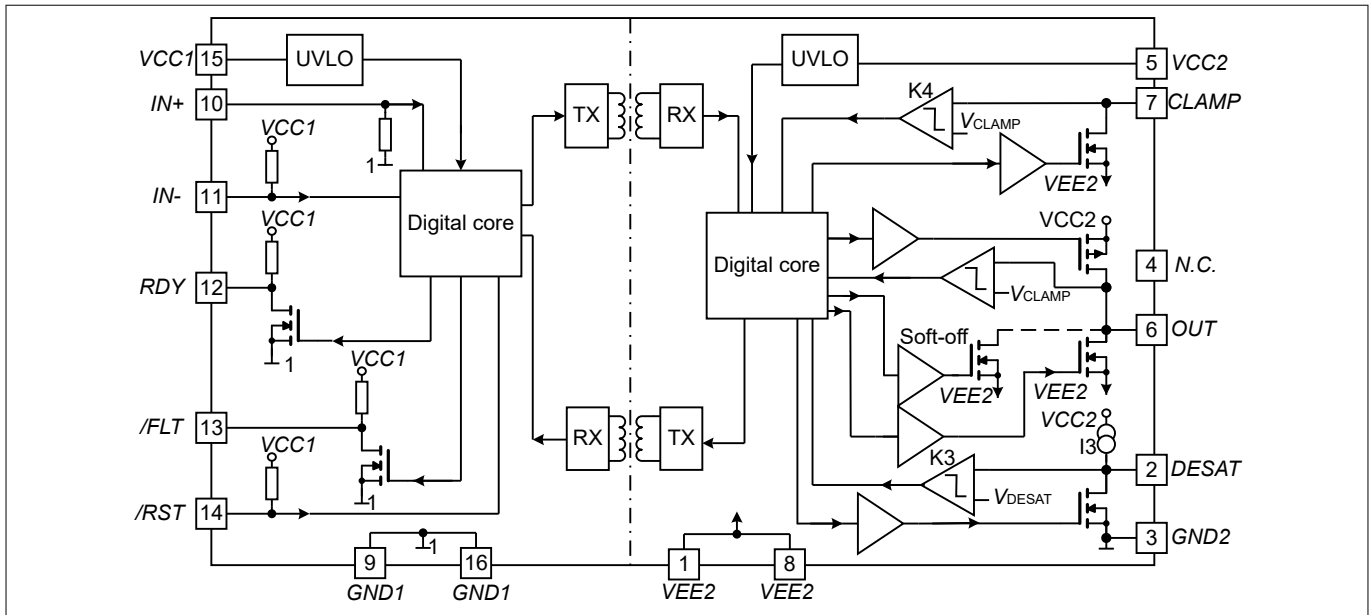 VCC1 15 UVLO UVLO 5 VCC2
IN+ 10 TX RX K4 7 CLAMP
VCC1 VCLAMP
1
VEE2
IN- 11
VCC1 Digital core VCC2
Digital core 4 N.C.
RDY 12 VCLAMP
1 Soft-off 6 OUT
VCC1 VEE2 VEE2
VCC2
/FLT 13 RX TX I3
VCC1 K3 2 DESAT
1 VDESAT
/RST 14
1 3 GND2
9 16 1 8
GND1 GND1 VEE2 VEE2